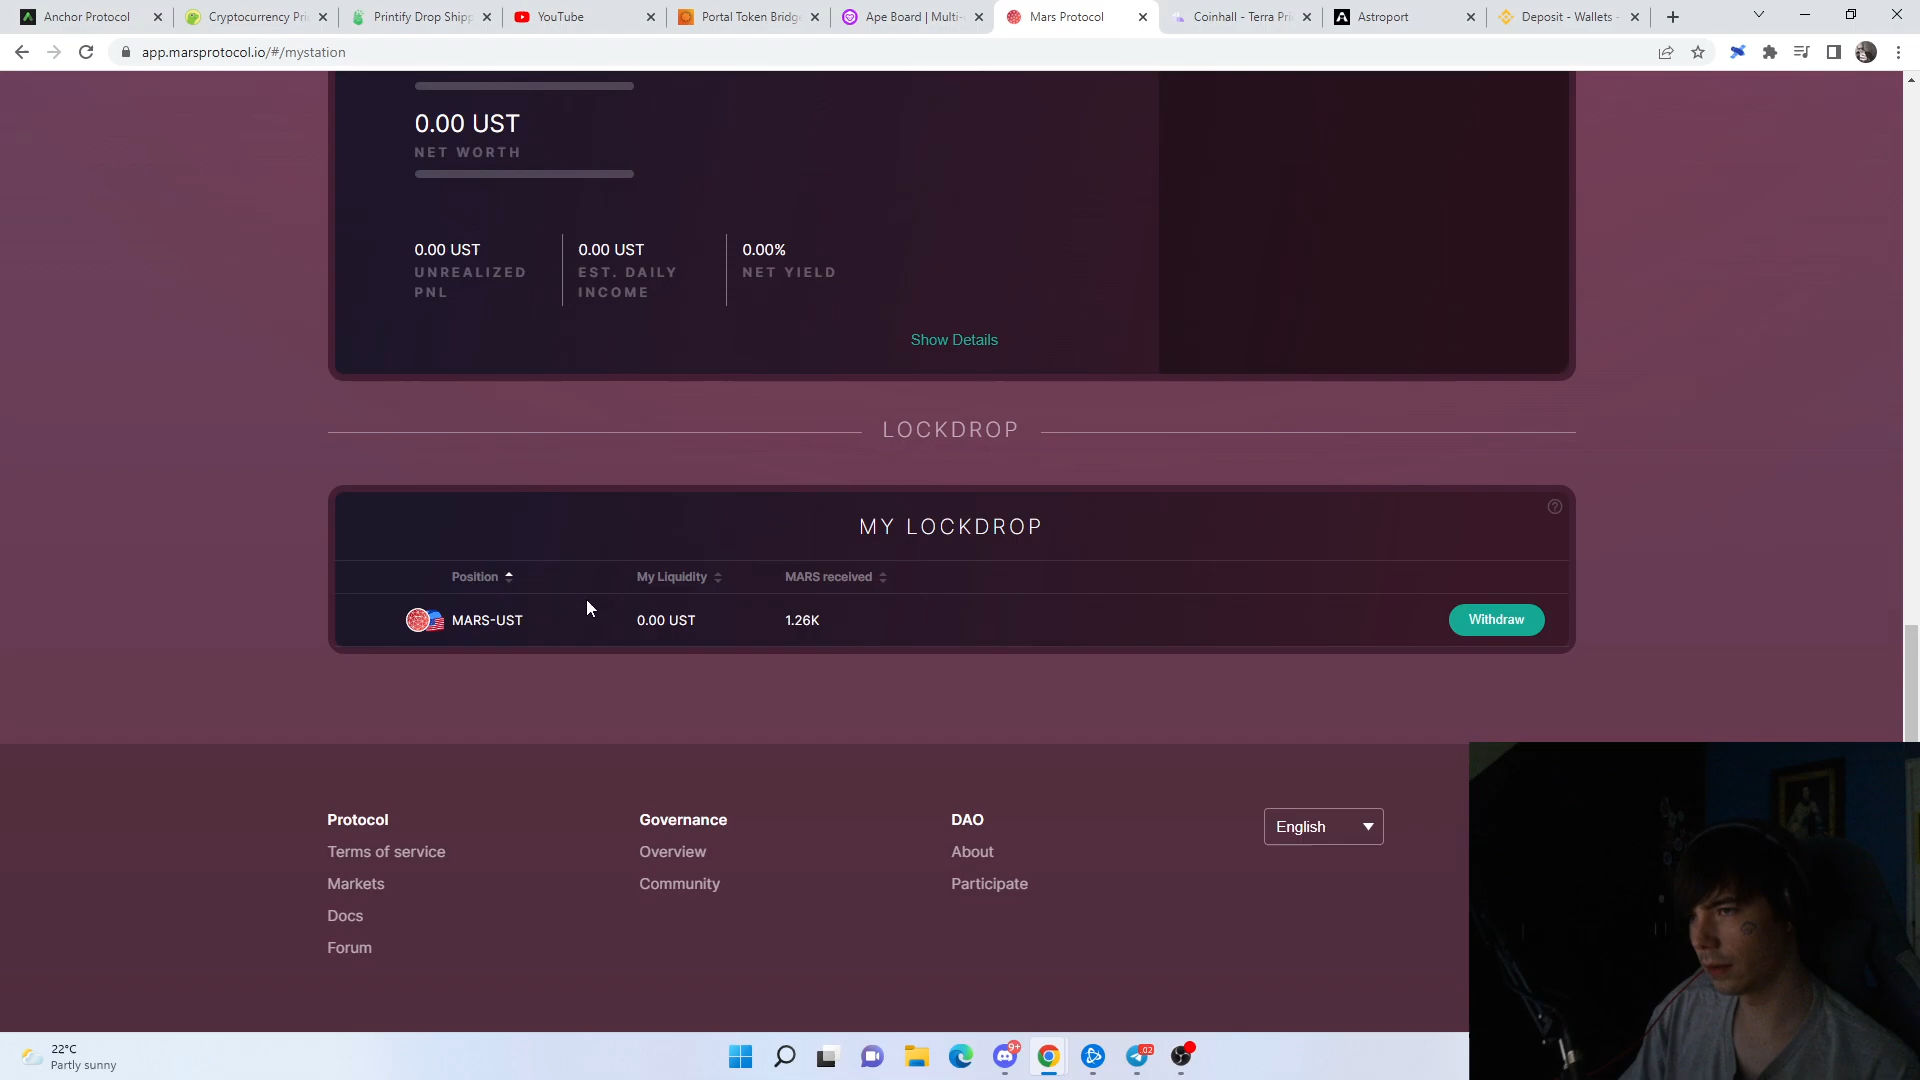 Anchor Protocol
Cryptocurrency Pri
Printify Drop Shipp
YouTube
Portal Token Bridge
Ape Board | Multi-
Mars Protocol
Coinhall - Terra Pri
Astroport
Deposit - Wallets -
app.marsprotocol.io/#/mystation
0.00 UST
NET WORTH
0.00 UST
UNREALIZED
PNL
0.00 UST
EST. DAILY
INCOME
0.00%
NET YIELD
Show Details
LOCKDROP
MY LOCKDROP
Position
My Liquidity
MARS received
MARS-UST
0.00 UST
1.26K
Withdraw
Protocol
Terms of service
Markets
Docs
Forum
Governance
Overview
Community
DAO
About
Participate
English
22°C
Partly sunny
9+
.02